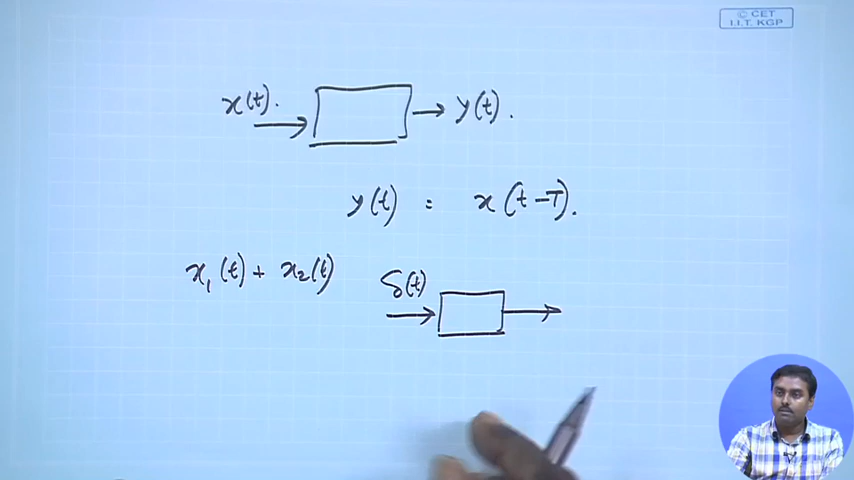 © CET
I.I.T. KGP
x(t). y(t).
y(t) = x(t-T).
x₁(t) + x₂(t) δ(t)